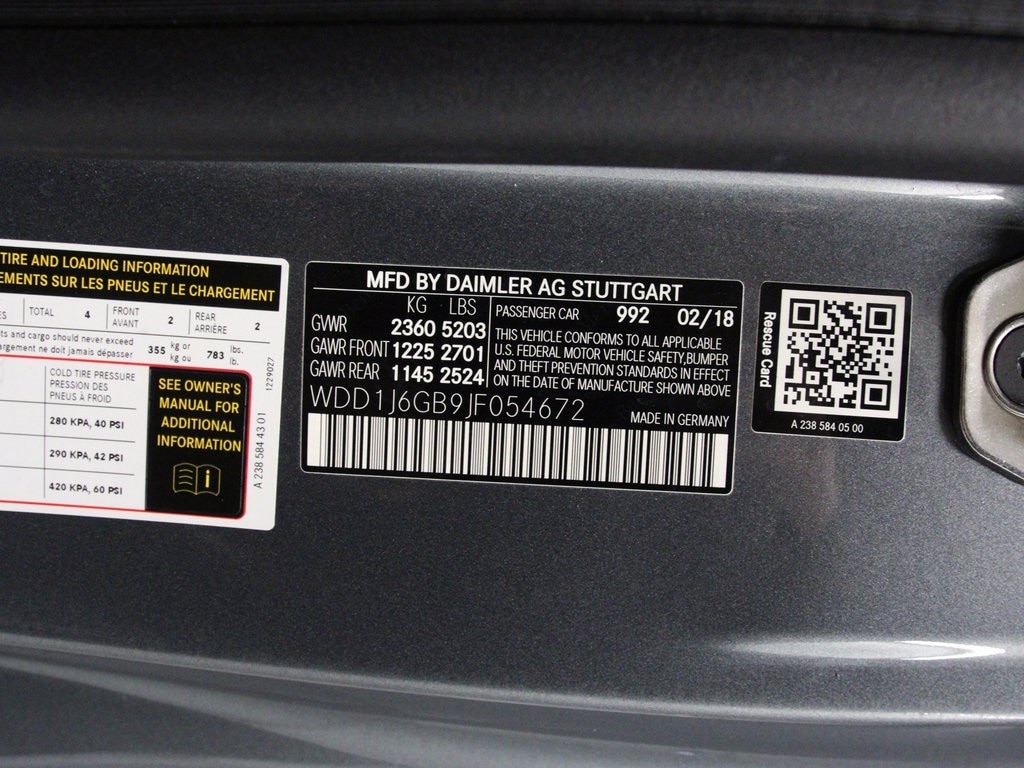 TIRE AND LOADING INFORMATION
SUR LES PNEUS ET LE CHARGEMENT
TOTAL 4 FRONT AVANT 2 REAR ARRIÈRE 2
and cargo should never exceed
ne doit jamais dépasser
355 kg or kg ou 783 lbs. lb.
COLD TIRE PRESSURE
PRESSION DES
PNEUS À FROID
280 KPA, 40 PSI
290 KPA, 42 PSI
420 KPA, 60 PSI
SEE OWNER'S
MANUAL FOR
ADDITIONAL
INFORMATION
i
1229027
A 238 584 43 01
MFD BY DAIMLER AG STUTTGART
KG LBS
GWR 2360 5203
GAWR FRONT 1225 2701
GAWR REAR 1145 2524
PASSENGER CAR 992 02/18
THIS VEHICLE CONFORMS TO ALL APPLICABLE
U.S. FEDERAL MOTOR VEHICLE SAFETY,BUMPER
AND THEFT PREVENTION STANDARDS IN EFFECT
ON THE DATE OF MANUFACTURE SHOWN ABOVE
WDD1J6GB9JF054672
MADE IN GERMANY
Rescue Card
A 238 584 05 00